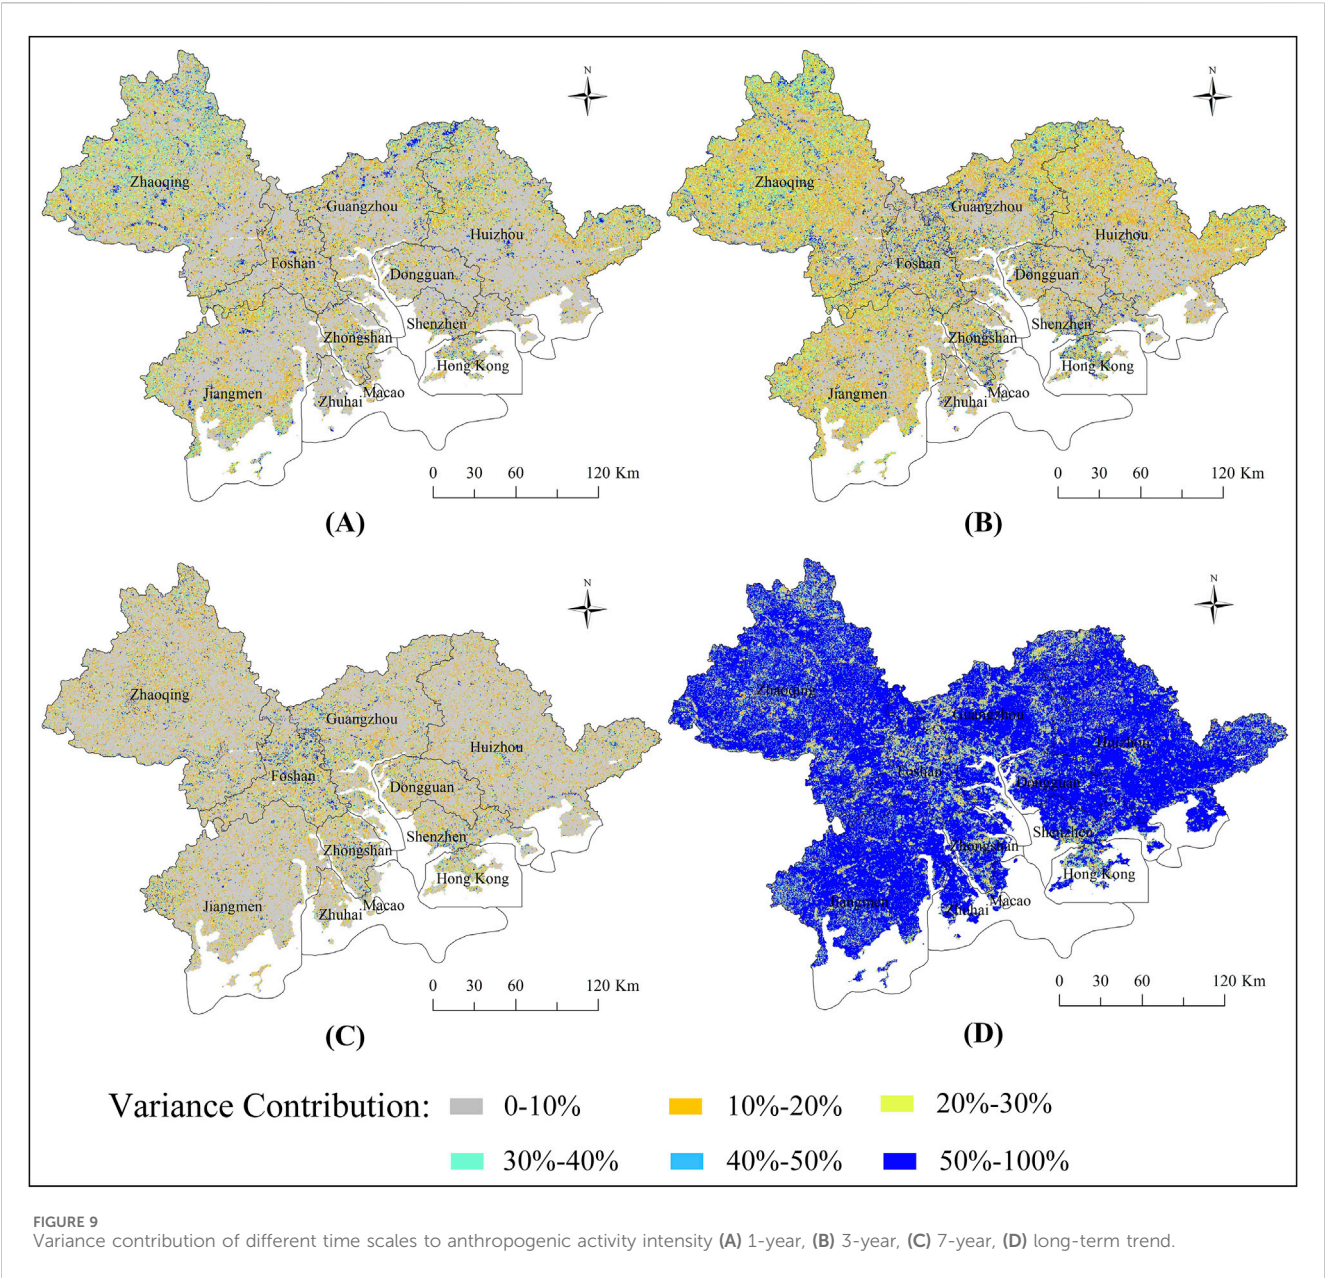 N
N
Zhaoqing
Guangzhou
Huizhou
Foshan
Dongguan
Shenzhen
Zhongshan
Hong Kong
Jiangmen
Macao
Zhuhai
0 30 60 120 Km
(A)
Zhaoqing
Guangzhou
Huizhou
Foshan
Dongguan
Shenzhen
Zhongshan
Hong Kong
Jiangmen
Macao
Zhuhai
0 30 60 120 Km
(B)
N
N
Zhaoqing
Guangzhou
Huizhou
Foshan
Dongguan
Shenzhen
Zhongshan
Hong Kong
Jiangmen
Macao
Zhuhai
0 30 60 120 Km
(C)
Zhaoqing
Guangzhou
Huizhou
Foshan
Dongguan
Shenzhen
Zhongshan
Hong Kong
Jiangmen
Macao
Zhuhai
0 30 60 120 Km
(D)
Variance Contribution: 0-10% 10%-20% 20%-30%
30%-40% 40%-50% 50%-100%
FIGURE 9
Variance contribution of different time scales to anthropogenic activity intensity (A) 1-year, (B) 3-year, (C) 7-year, (D) long-term trend.